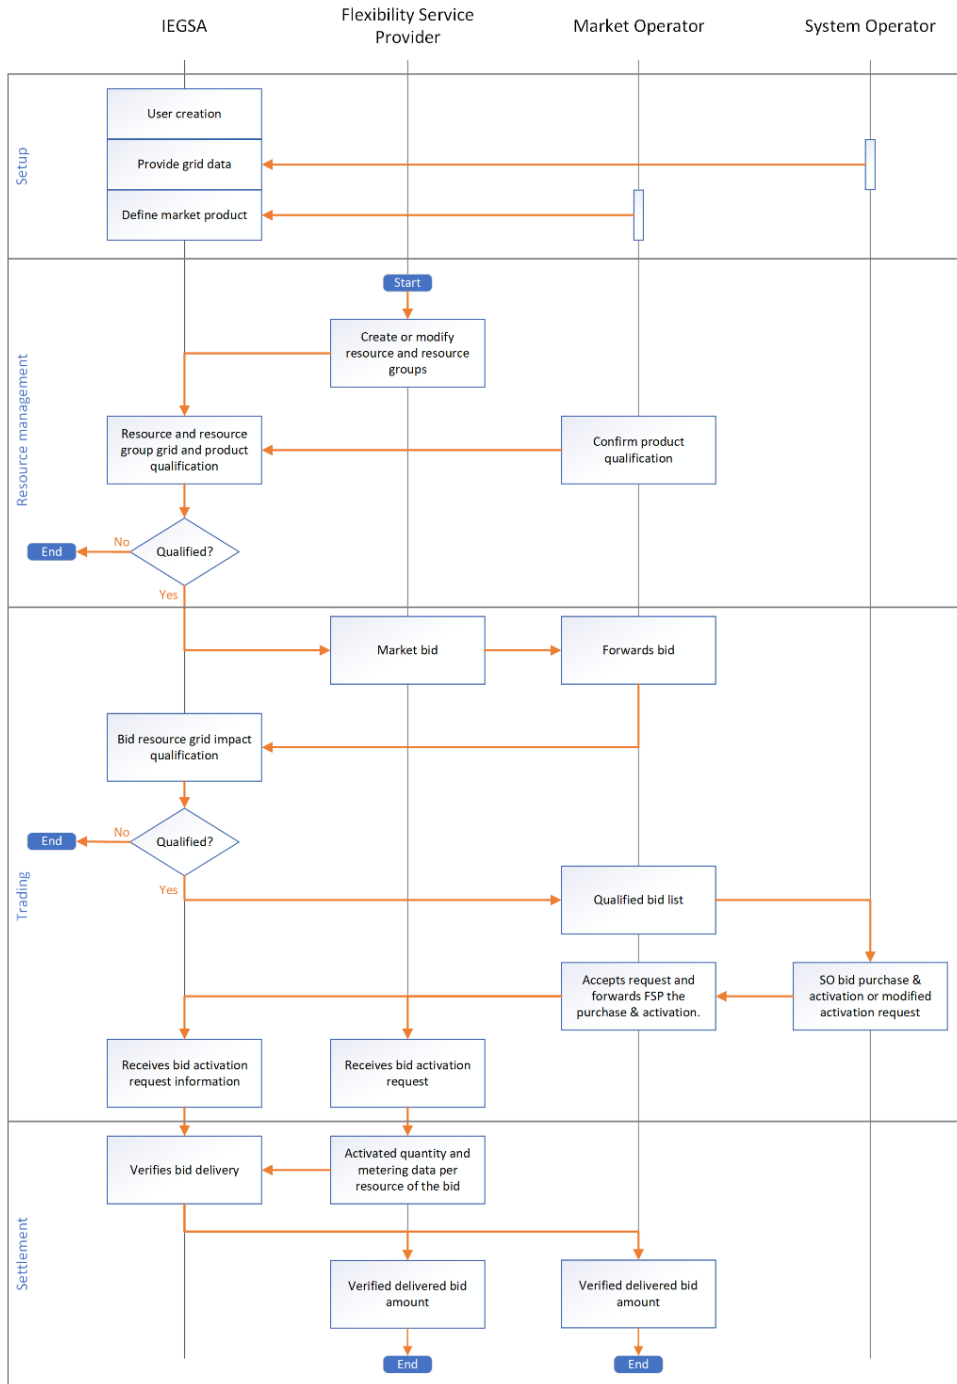 IEGSA
Flexibility Service
Provider
Market Operator
System Operator
Setup
User creation
Provide grid data
Define market product
Resource management
Start
Create or modify
resource and resource
groups
Resource and resource
group grid and product
qualification
Confirm product
qualification
Qualified?
No
End
Yes
Trading
Market bid
Forwards bid
Bid resource grid impact
qualification
Qualified?
No
End
Yes
Qualified bid list
Accepts request and
forwards FSP the
purchase & activation.
SO bid purchase &
activation or modified
activation request
Receives bid activation
request information
Receives bid activation
request
Settlement
Verifies bid delivery
Activated quantity and
metering data per
resource of the bid
Verified delivered bid
amount
Verified delivered bid
amount
End
End